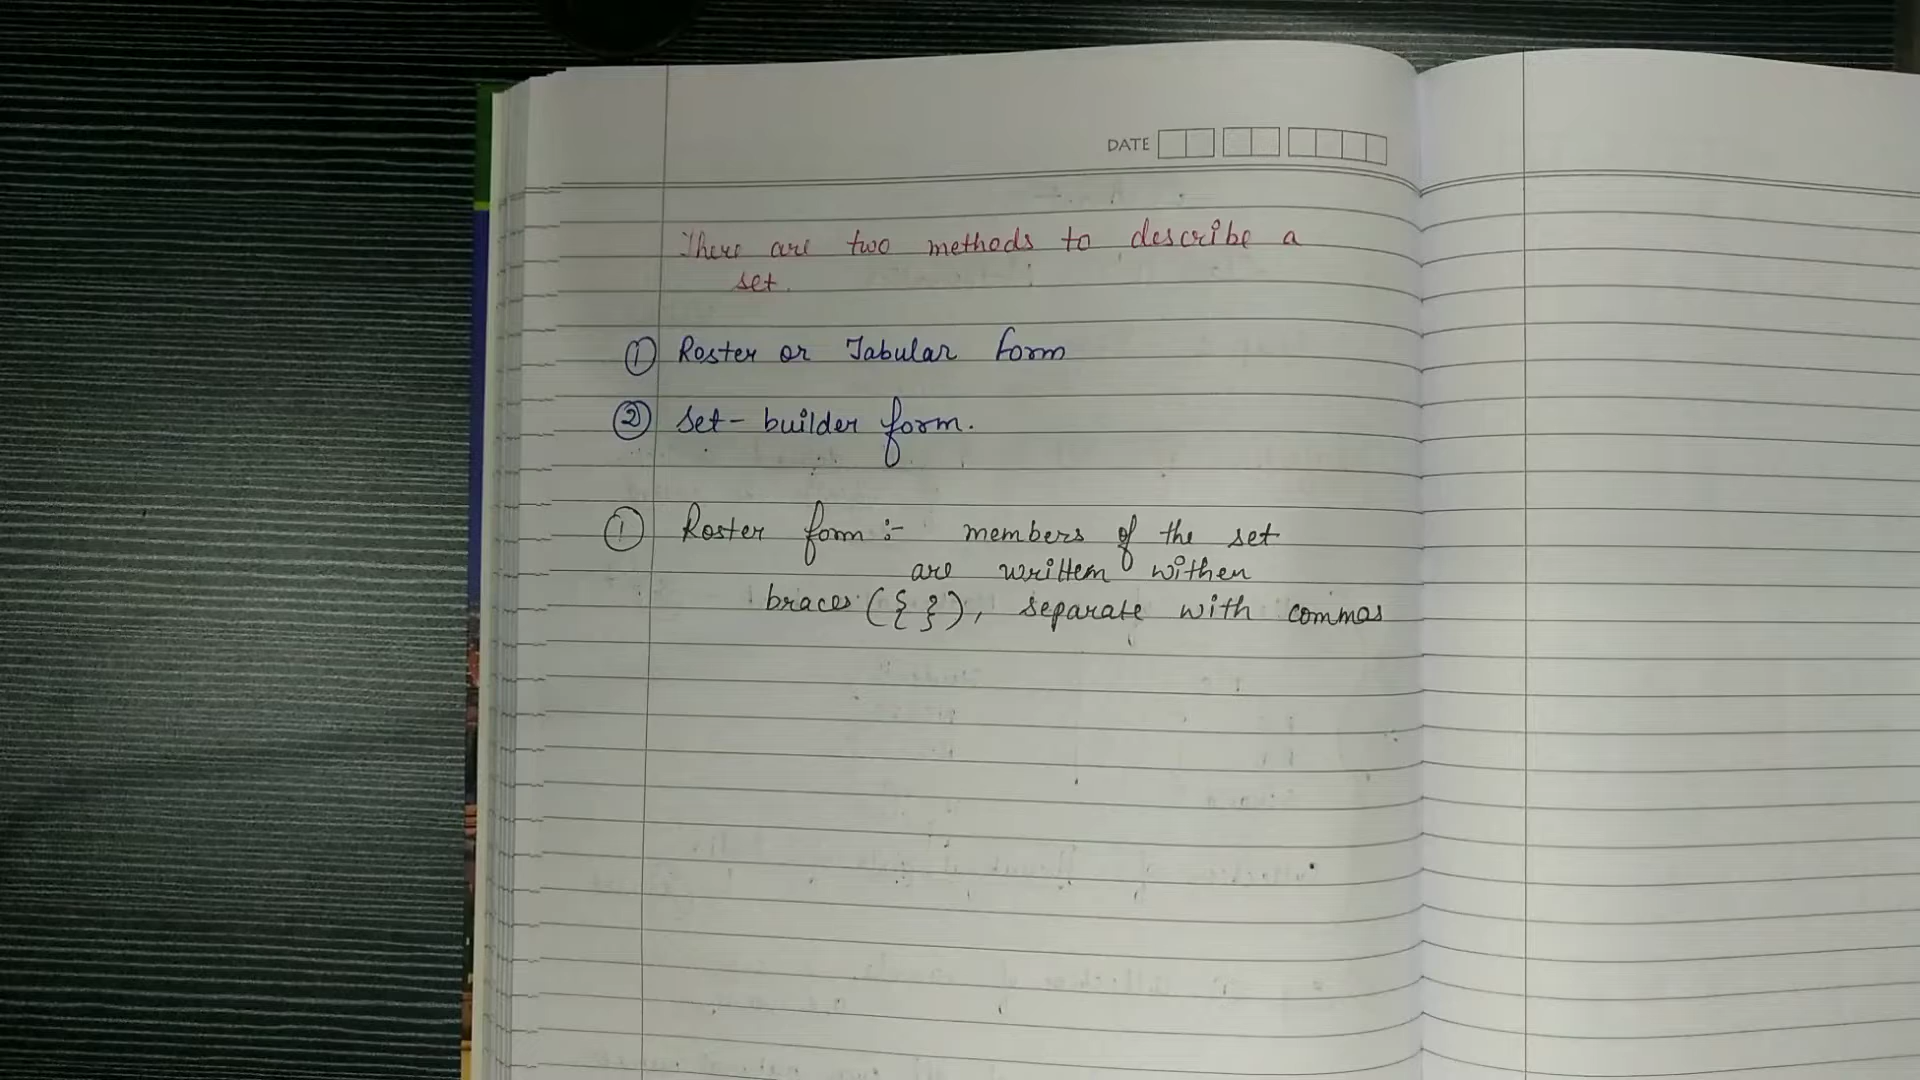 DATE
There are two methods to describe a
set.
① Roster or Tabular form
② Set-builder form.
① Roster form :- members of the set
are writtem withen
braces ({ }), separate with commas